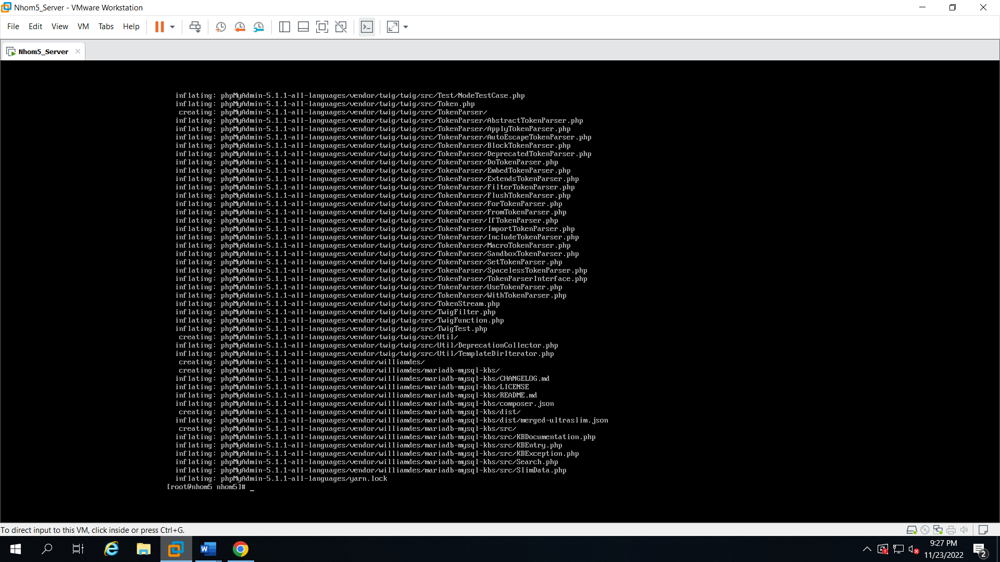 Nhom5_Server - VMware Workstation
File Edit View VM Tabs Help
Nhom5_Server
inflating: phpMyAdmin-5.1.1-all-languages/vendor/twig/twig/src/Test/NodeTestCase.php
inflating: phpMyAdmin-5.1.1-all-languages/vendor/twig/twig/src/Token.php
creating: phpMyAdmin-5.1.1-all-languages/vendor/twig/twig/src/TokenParser/
inflating: phpMyAdmin-5.1.1-all-languages/vendor/twig/twig/src/TokenParser/AbstractTokenParser.php
inflating: phpMyAdmin-5.1.1-all-languages/vendor/twig/twig/src/TokenParser/ApplyTokenParser.php
inflating: phpMyAdmin-5.1.1-all-languages/vendor/twig/twig/src/TokenParser/AutoEscapeTokenParser.php
inflating: phpMyAdmin-5.1.1-all-languages/vendor/twig/twig/src/TokenParser/BlockTokenParser.php
inflating: phpMyAdmin-5.1.1-all-languages/vendor/twig/twig/src/TokenParser/DeprecatedTokenParser.php
inflating: phpMyAdmin-5.1.1-all-languages/vendor/twig/twig/src/TokenParser/DoTokenParser.php
inflating: phpMyAdmin-5.1.1-all-languages/vendor/twig/twig/src/TokenParser/EmbedTokenParser.php
inflating: phpMyAdmin-5.1.1-all-languages/vendor/twig/twig/src/TokenParser/ExtendsTokenParser.php
inflating: phpMyAdmin-5.1.1-all-languages/vendor/twig/twig/src/TokenParser/FilterTokenParser.php
inflating: phpMyAdmin-5.1.1-all-languages/vendor/twig/twig/src/TokenParser/FlushTokenParser.php
inflating: phpMyAdmin-5.1.1-all-languages/vendor/twig/twig/src/TokenParser/ForTokenParser.php
inflating: phpMyAdmin-5.1.1-all-languages/vendor/twig/twig/src/TokenParser/FromTokenParser.php
inflating: phpMyAdmin-5.1.1-all-languages/vendor/twig/twig/src/TokenParser/IfTokenParser.php
inflating: phpMyAdmin-5.1.1-all-languages/vendor/twig/twig/src/TokenParser/ImportTokenParser.php
inflating: phpMyAdmin-5.1.1-all-languages/vendor/twig/twig/src/TokenParser/IncludeTokenParser.php
inflating: phpMyAdmin-5.1.1-all-languages/vendor/twig/twig/src/TokenParser/MacroTokenParser.php
inflating: phpMyAdmin-5.1.1-all-languages/vendor/twig/twig/src/TokenParser/SandboxTokenParser.php
inflating: phpMyAdmin-5.1.1-all-languages/vendor/twig/twig/src/TokenParser/SetTokenParser.php
inflating: phpMyAdmin-5.1.1-all-languages/vendor/twig/twig/src/TokenParser/SpacelessTokenParser.php
inflating: phpMyAdmin-5.1.1-all-languages/vendor/twig/twig/src/TokenParser/TokenParserInterface.php
inflating: phpMyAdmin-5.1.1-all-languages/vendor/twig/twig/src/TokenParser/UseTokenParser.php
inflating: phpMyAdmin-5.1.1-all-languages/vendor/twig/twig/src/TokenParser/WithTokenParser.php
inflating: phpMyAdmin-5.1.1-all-languages/vendor/twig/twig/src/TokenStream.php
inflating: phpMyAdmin-5.1.1-all-languages/vendor/twig/twig/src/TwigFilter.php
inflating: phpMyAdmin-5.1.1-all-languages/vendor/twig/twig/src/TwigFunction.php
inflating: phpMyAdmin-5.1.1-all-languages/vendor/twig/twig/src/TwigTest.php
creating: phpMyAdmin-5.1.1-all-languages/vendor/twig/twig/src/Util/
inflating: phpMyAdmin-5.1.1-all-languages/vendor/twig/twig/src/Util/DeprecationCollector.php
inflating: phpMyAdmin-5.1.1-all-languages/vendor/twig/twig/src/Util/TemplateDirIterator.php
creating: phpMyAdmin-5.1.1-all-languages/vendor/williamdes/
creating: phpMyAdmin-5.1.1-all-languages/vendor/williamdes/mariadb-mysql-kbs/
inflating: phpMyAdmin-5.1.1-all-languages/vendor/williamdes/mariadb-mysql-kbs/CHANGELOG.md
inflating: phpMyAdmin-5.1.1-all-languages/vendor/williamdes/mariadb-mysql-kbs/LICENSE
inflating: phpMyAdmin-5.1.1-all-languages/vendor/williamdes/mariadb-mysql-kbs/README.md
inflating: phpMyAdmin-5.1.1-all-languages/vendor/williamdes/mariadb-mysql-kbs/composer.json
creating: phpMyAdmin-5.1.1-all-languages/vendor/williamdes/mariadb-mysql-kbs/dist/
inflating: phpMyAdmin-5.1.1-all-languages/vendor/williamdes/mariadb-mysql-kbs/dist/merged-ultraslim.json
creating: phpMyAdmin-5.1.1-all-languages/vendor/williamdes/mariadb-mysql-kbs/src/
inflating: phpMyAdmin-5.1.1-all-languages/vendor/williamdes/mariadb-mysql-kbs/src/KBDocumentation.php
inflating: phpMyAdmin-5.1.1-all-languages/vendor/williamdes/mariadb-mysql-kbs/src/KBEntry.php
inflating: phpMyAdmin-5.1.1-all-languages/vendor/williamdes/mariadb-mysql-kbs/src/KBException.php
inflating: phpMyAdmin-5.1.1-all-languages/vendor/williamdes/mariadb-mysql-kbs/src/Search.php
inflating: phpMyAdmin-5.1.1-all-languages/vendor/williamdes/mariadb-mysql-kbs/src/SlimData.php
inflating: phpMyAdmin-5.1.1-all-languages/yarn.lock
[root@nhom5 nhom5]# _
To direct input to this VM, click inside or press Ctrl+G.
9:27 PM
11/23/2022
2